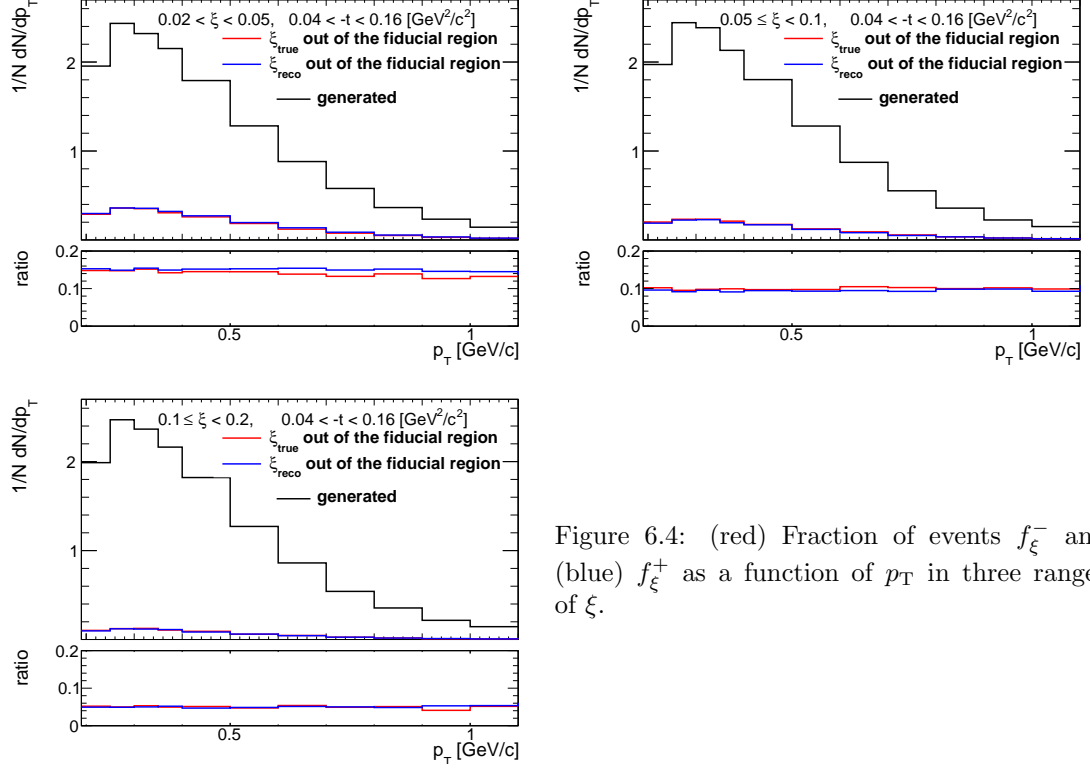 1/N dN/dp_T
0.02 < ξ < 0.05, 0.04 < -t < 0.16 [GeV²/c²]
ξ_true out of the fiducial region
ξ_reco out of the fiducial region
generated
2
1
ratio
0.2
0.1
0
0.5
1
p_T [GeV/c]
1/N dN/dp_T
0.05 ≤ ξ < 0.1, 0.04 < -t < 0.16 [GeV²/c²]
ξ_true out of the fiducial region
ξ_reco out of the fiducial region
generated
2
1
ratio
0.2
0.1
0
0.5
1
p_T [GeV/c]
1/N dN/dp_T
0.1 ≤ ξ < 0.2, 0.04 < -t < 0.16 [GeV²/c²]
ξ_true out of the fiducial region
ξ_reco out of the fiducial region
generated
2
1
ratio
0.2
0.1
0
0.5
1
p_T [GeV/c]
Figure 6.4: (red) Fraction of events f_ξ^− an
(blue) f_ξ^+ as a function of p_T in three range
of ξ.